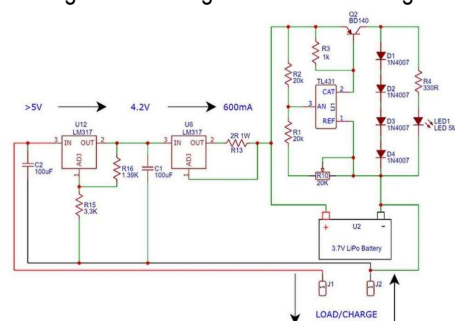 Q2
BD140
R3
1k
D1
1N4007
R2
20k
TL431
CAT 2
3 AN
U1
REF 1
R4
330R
D2
1N4007
>5V
4.2V
600mA
U12
LM317
U6
LM317
2R 1W
R13
3 IN OUT 2
3 IN OUT 2
ADJ
1
ADJ
1
R1
20k
D3
1N4007
LED1
LED 5M
C2
100uF
R16
1.39K
C1
100uF
R10
20K
D4
1N4007
R15
3,3K
+
U2
-
3.7V LiPo Battery
J1
J2
LOAD/CHARGE